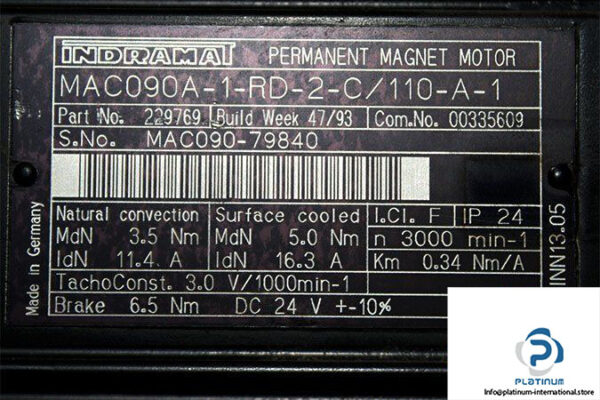 INDRAMAT PERMANENT MAGNET MOTOR
MAC090A-1-RD-2-C/110-A-1
Part No. 229769 Build Week 47/93 Com.No. 00335609
S.No. MAC090-79840
Natural convection Surface cooled I.Cl. F IP 24
MdN 3.5 Nm MdN 5.0 Nm n 3000 min-1
IdN 11.4 A IdN 16.3 A Km 0.34 Nm/A
TachoConst. 3.0 V/1000min-1
Brake 6.5 Nm DC 24 V +-10%
Made in Germany
INN13.05
PLATINUM
Info@platinum-international.store